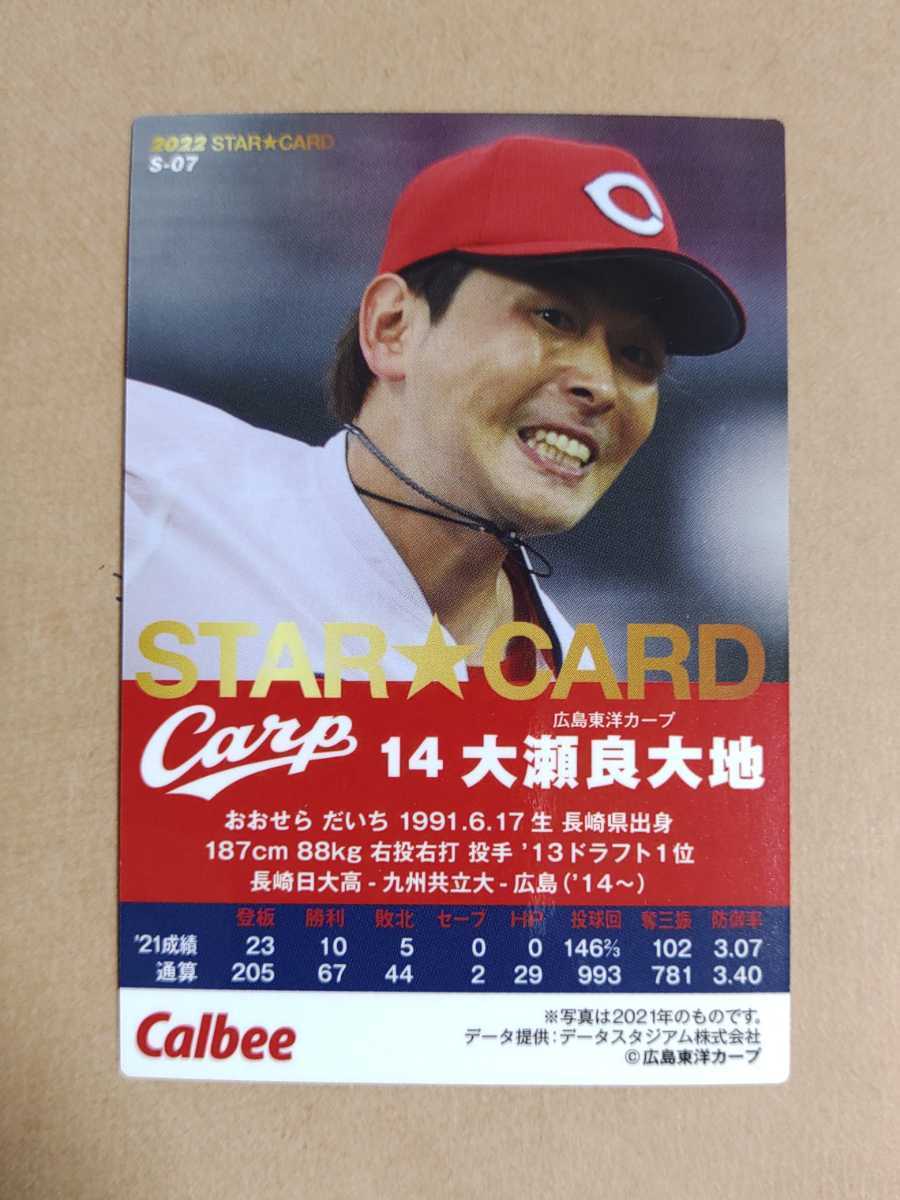 2022 STAR★CARD
S-07
C
STAR★CARD
広島東洋カープ
Carp 14 大瀬良大地
おおせら だいち 1991.6.17 生 長崎県出身
187cm 88kg 右投右打 投手 '13ドラフト1位
長崎日大高 - 九州共立大 - 広島 ('14〜)
登板 勝利 敗北 セーブ HP 投球回 奪三振 防御率
'21成績 23 10 5 0 0 146⅔ 102 3.07
通算 205 67 44 2 29 993 781 3.40
※写真は2021年のものです。
Calbee データ提供:データスタジアム株式会社
©広島東洋カープ